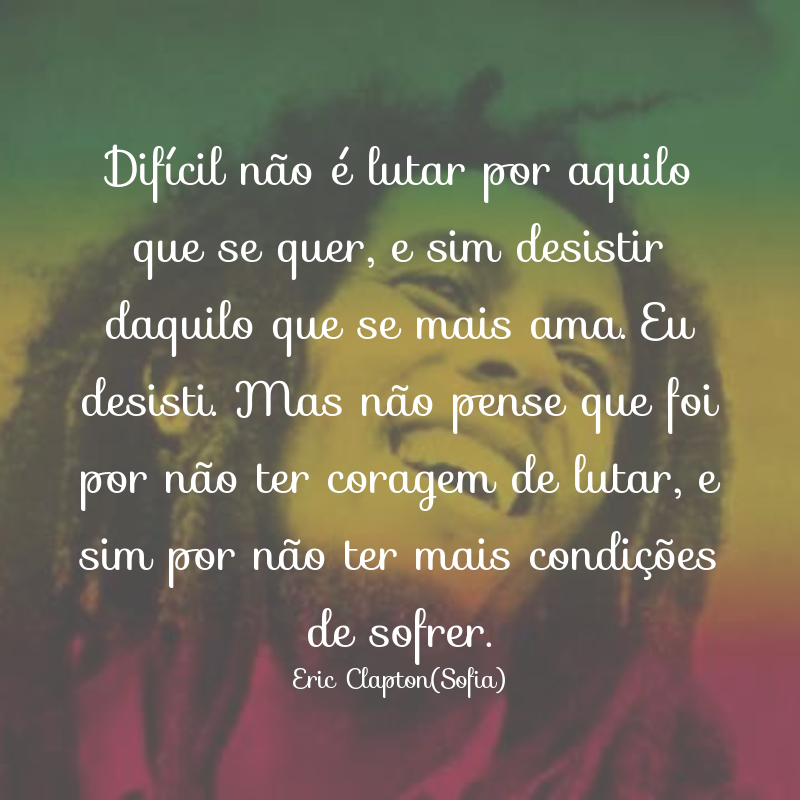 Difícil não é lutar por aquilo
que se quer, e sim desistir
daquilo que se mais ama. Eu
desisti. Mas não pense que foi
por não ter coragem de lutar, e
sim por não ter mais condições
de sofrer.
Eric Clapton(Sofia)